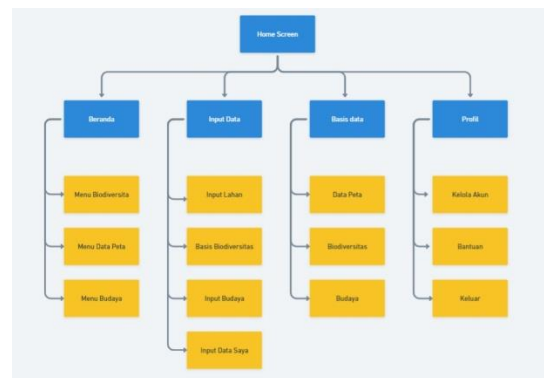 Home Screen
Beranda
Input Data
Basis data
Profil
Menu Biodiversita
Input Lahan
Data Peta
Kelola Akun
Menu Data Peta
Basis Biodiversitas
Biodiversitas
Bantuan
Menu Budaya
Input Budaya
Budaya
Keluar
Input Data Saya